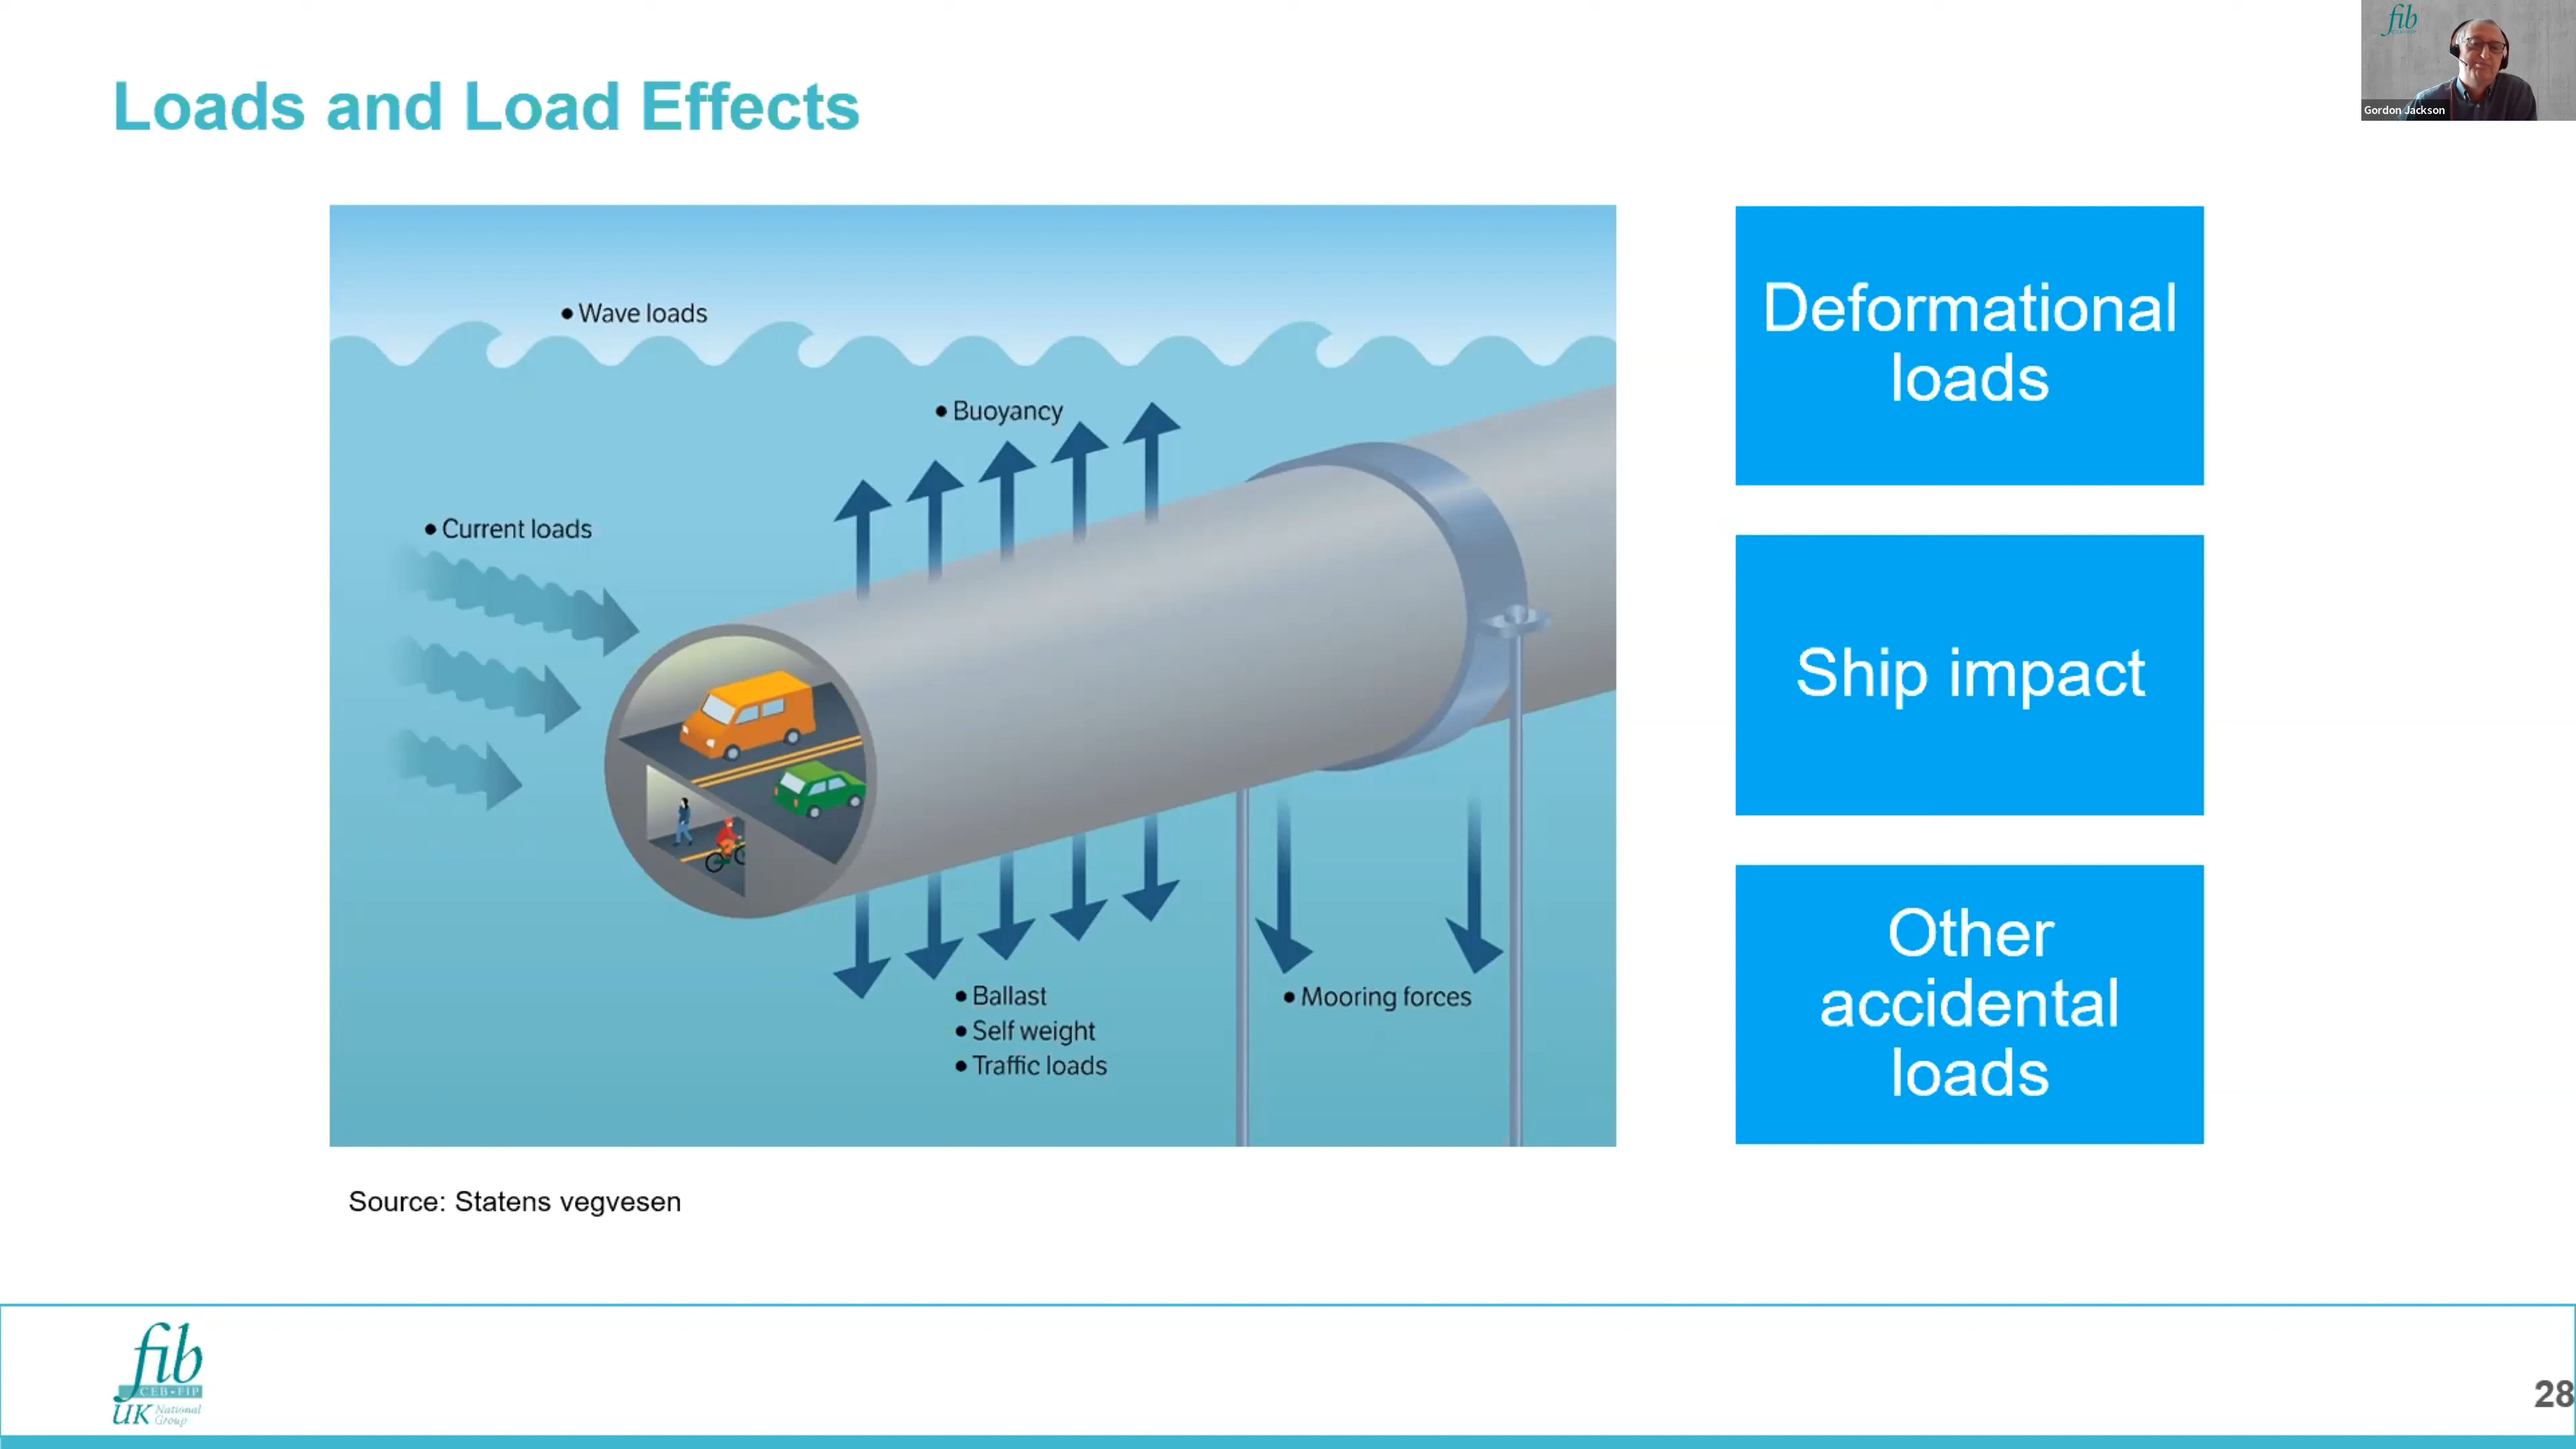 fib
Gordon Jackson
Loads and Load Effects
• Wave loads
• Buoyancy
• Current loads
• Ballast
• Self weight
• Traffic loads
• Mooring forces
Deformational
loads
Ship impact
Other
accidental
loads
Source: Statens vegvesen
fib
CEB-FIP
UK National
Group
28